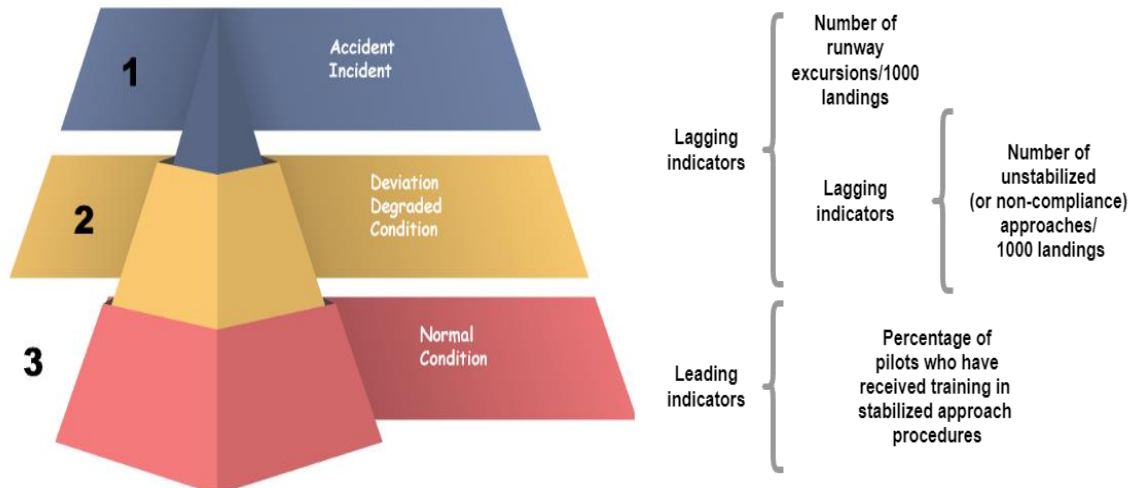 1
Accident
Incident
2
Deviation
Degraded
Condition
3
Normal
Condition
Lagging
indicators
Number of
runway
excursions/1000
landings
Lagging
indicators
Number of
unstabilized
(or non-compliance)
approaches/
1000 landings
Leading
indicators
Percentage of
pilots who have
received training in
stabilized approach
procedures